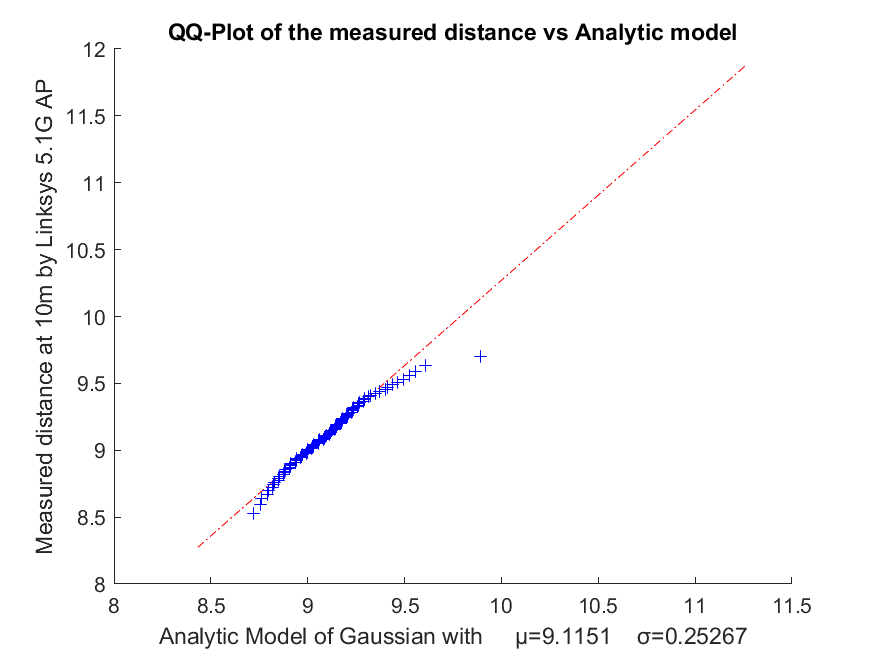 QQ-Plot of the measured distance vs Analytic model
Measured distance at 10m by Linksys 5.1G AP
12
11.5
11
10.5
10
9.5
9
8.5
8
8 8.5 9 9.5 10 10.5 11 11.5
Analytic Model of Gaussian with μ=9.1151 σ=0.25267